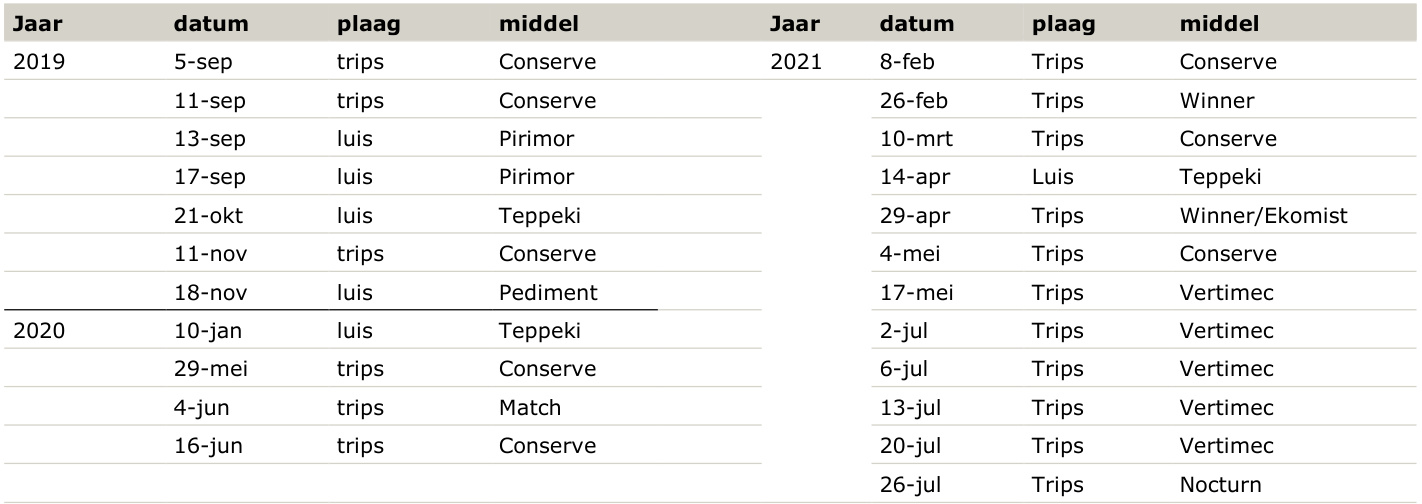 Jaar datum plaag middel Jaar datum plaag middel
2019 5-sep trips Conserve 2021 8-feb Trips Conserve
11-sep trips Conserve 26-feb Trips Winner
13-sep luis Pirimor 10-mrt Trips Conserve
17-sep luis Pirimor 14-apr Luis Teppeki
21-okt luis Teppeki 29-apr Trips Winner/Ekomist
11-nov trips Conserve 4-mei Trips Conserve
18-nov luis Pediment 17-mei Trips Vertimec
2020 10-jan luis Teppeki 2-jul Trips Vertimec
29-mei trips Conserve 6-jul Trips Vertimec
4-jun trips Match 13-jul Trips Vertimec
16-jun trips Conserve 20-jul Trips Vertimec
26-jul Trips Nocturn